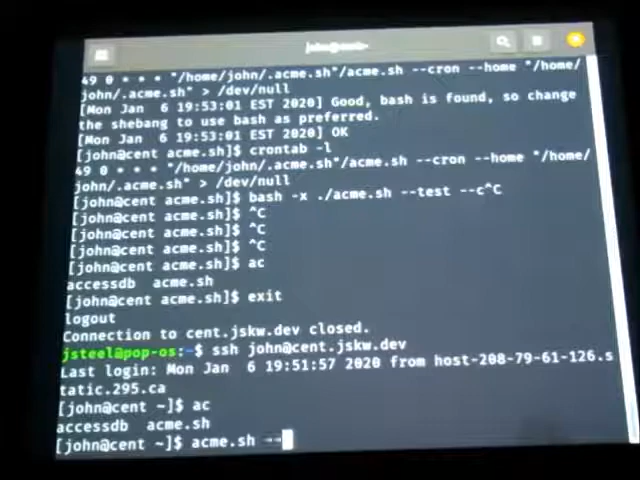 john@cent:~
49 0 * * * "/home/john/.acme.sh"/acme.sh --cron --home "/home/
john/.acme.sh" > /dev/null
[Mon Jan  6 19:53:01 EST 2020] Good, bash is found, so change
the shebang to use bash as preferred.
[Mon Jan  6 19:53:01 EST 2020] OK
[john@cent acme.sh]$ crontab -l
49 0 * * * "/home/john/.acme.sh"/acme.sh --cron --home "/home/
john/.acme.sh" > /dev/null
[john@cent acme.sh]$ bash -x ./acme.sh --test --c^C
[john@cent acme.sh]$ ^C
[john@cent acme.sh]$ ^C
[john@cent acme.sh]$ ^C
[john@cent acme.sh]$ ac
accessdb  acme.sh
[john@cent acme.sh]$ exit
logout
Connection to cent.jskw.dev closed.
jsteel@pop-os:~$ ssh john@cent.jskw.dev
Last login: Mon Jan  6 19:51:57 2020 from host-208-79-61-126.s
tatic.295.ca
[john@cent ~]$ ac
accessdb  acme.sh
[john@cent ~]$ acme.sh --